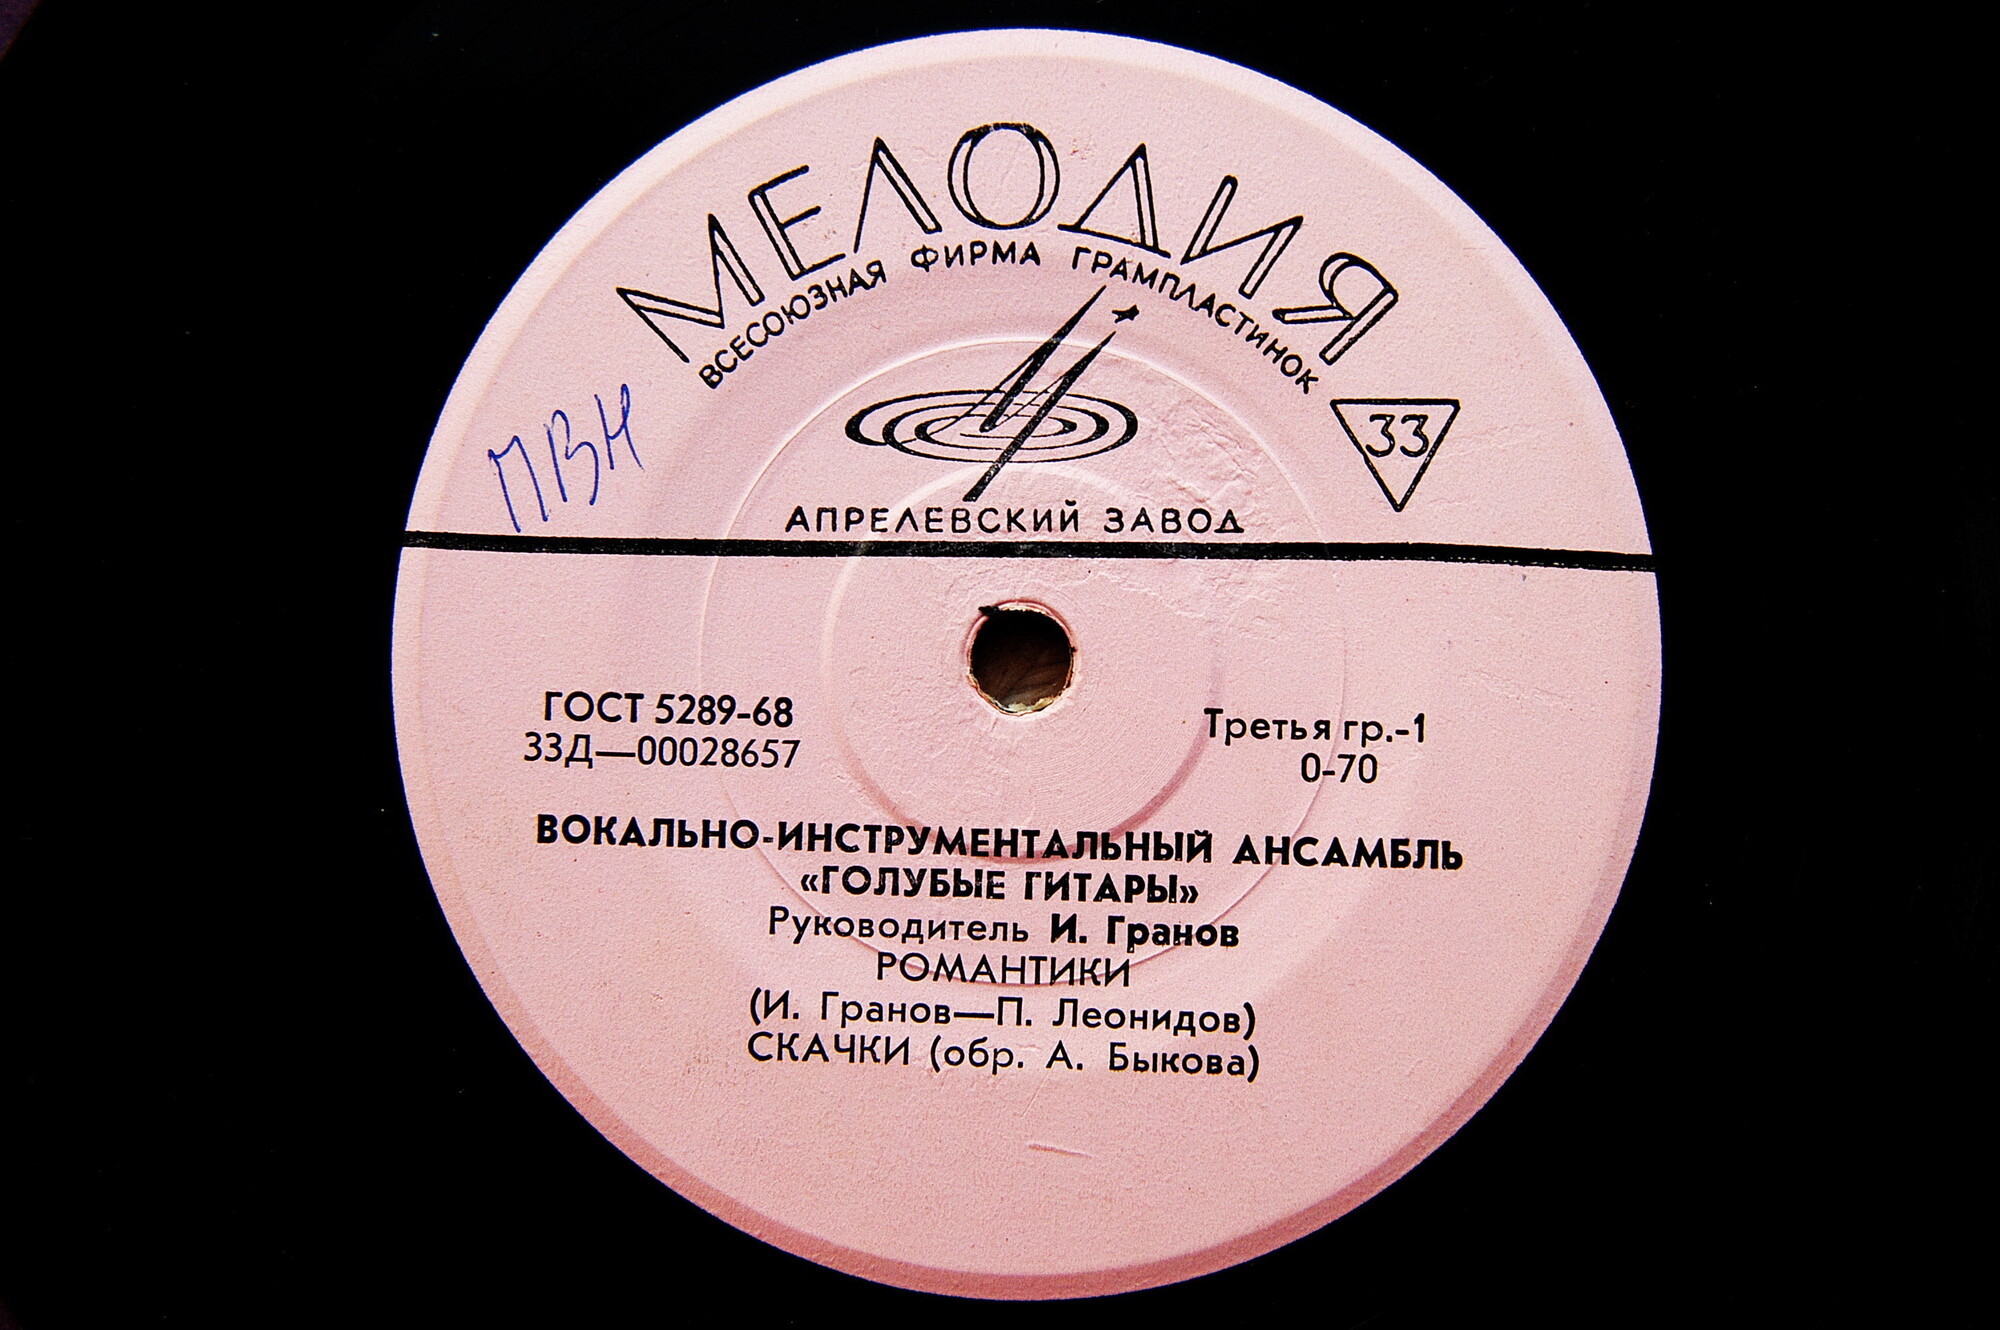 МЕЛОДИЯ
ВСЕСОЮЗНАЯ ФИРМА ГРАМПЛАСТИНОК
33
ПВН
АПРЕЛЕВСКИЙ ЗАВОД
ГОСТ 5289-68
33Д—00028657
Третья гр.-1
0-70
ВОКАЛЬНО-ИНСТРУМЕНТАЛЬНЫЙ АНСАМБЛЬ
«ГОЛУБЫЕ ГИТАРЫ»
Руководитель И. Гранов
РОМАНТИКИ
(И. Гранов—П. Леонидов)
СКАЧКИ (обр. А. Быкова)